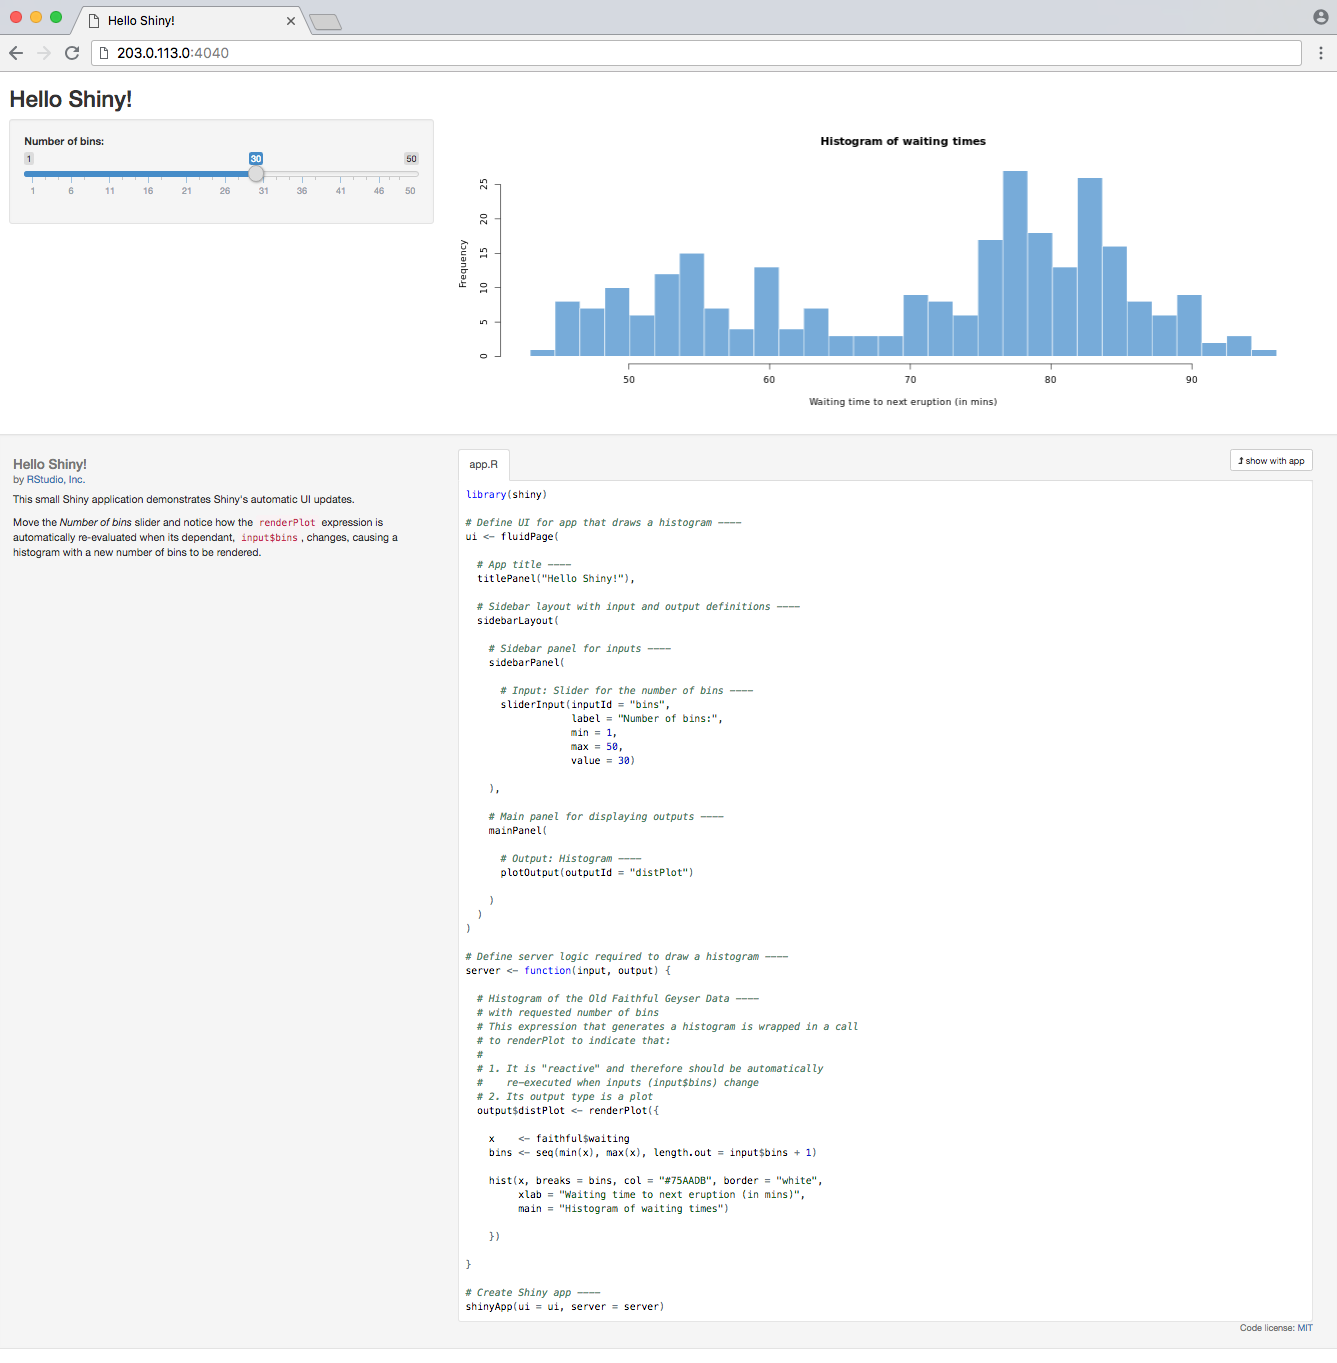 Hello Shiny!
203.0.113.0:4040
Hello Shiny!
Number of bins:
1 30 50
1 6 11 16 21 26 31 36 41 46 50
Histogram of waiting times
Frequency
25
20
15
10
5
0
50 60 70 80 90
Waiting time to next eruption (in mins)
Hello Shiny!
by RStudio, Inc.
This small Shiny application demonstrates Shiny's automatic UI updates.
Move the Number of bins slider and notice how the renderPlot expression is
automatically re-evaluated when its dependant, input$bins , changes, causing a
histogram with a new number of bins to be rendered.
app.R
show with app
library(shiny)
# Define UI for app that draws a histogram ----
ui <- fluidPage(
# App title ----
titlePanel("Hello Shiny!"),
# Sidebar layout with input and output definitions ----
sidebarLayout(
# Sidebar panel for inputs ----
sidebarPanel(
# Input: Slider for the number of bins ----
sliderInput(inputId = "bins",
label = "Number of bins:",
min = 1,
max = 50,
value = 30)
),
# Main panel for displaying outputs ----
mainPanel(
# Output: Histogram ----
plotOutput(outputId = "distPlot")
)
)
)
# Define server logic required to draw a histogram ----
server <- function(input, output) {
# Histogram of the Old Faithful Geyser Data ----
# with requested number of bins
# This expression that generates a histogram is wrapped in a call
# to renderPlot to indicate that:
#
# 1. It is "reactive" and therefore should be automatically
#    re-executed when inputs (input$bins) change
# 2. Its output type is a plot
output$distPlot <- renderPlot({
x    <- faithful$waiting
bins <- seq(min(x), max(x), length.out = input$bins + 1)
hist(x, breaks = bins, col = "#75AADB", border = "white",
xlab = "Waiting time to next eruption (in mins)",
main = "Histogram of waiting times")
})
}
# Create Shiny app ----
shinyApp(ui = ui, server = server)
Code license: MIT